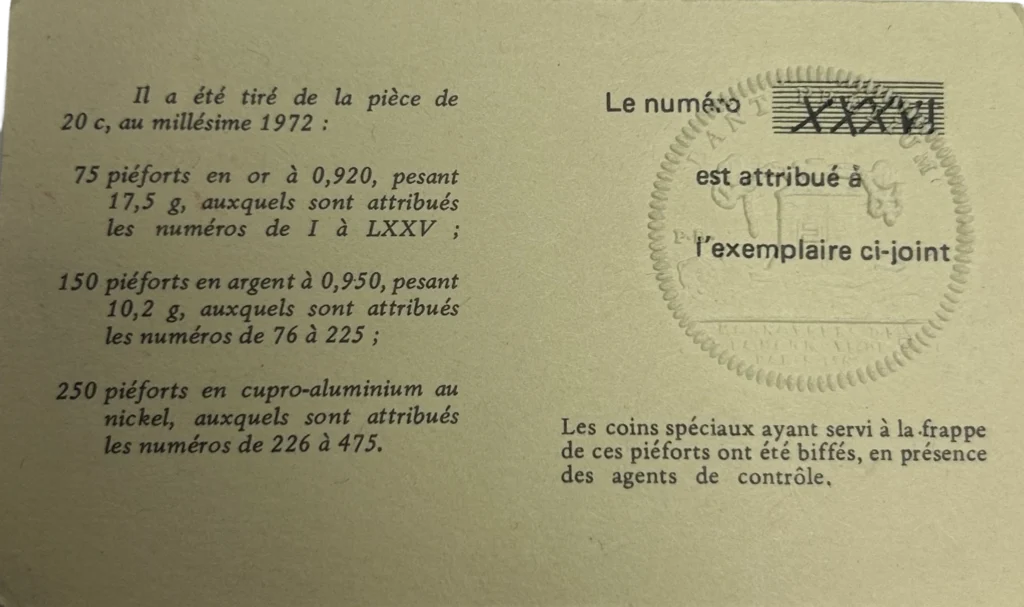 Il a été tiré de la pièce de
20 c, au millésime 1972 :
75 piéforts en or à 0,920, pesant
17,5 g, auxquels sont attribués
les numéros de I à LXXV ;
150 piéforts en argent à 0,950, pesant
10,2 g, auxquels sont attribués
les numéros de 76 à 225 ;
250 piéforts en cupro-aluminium au
nickel, auxquels sont attribués
les numéros de 226 à 475.
Le numéro XXXVI
est attribué à
l'exemplaire ci-joint
Les coins spéciaux ayant servi à la frappe
de ces piéforts ont été biffés, en présence
des agents de contrôle.